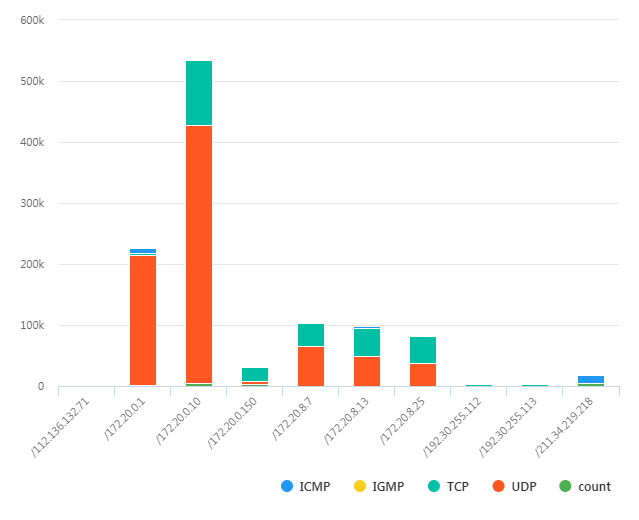 600k
500k
400k
300k
200k
100k
0
/112.136.132.71
/172.20.0.1
/172.20.0.10
/172.20.0.150
/172.20.8.7
/172.20.8.13
/172.20.8.25
/192.30.255.112
/192.30.255.113
/211.34.219.218
ICMP IGMP TCP UDP count